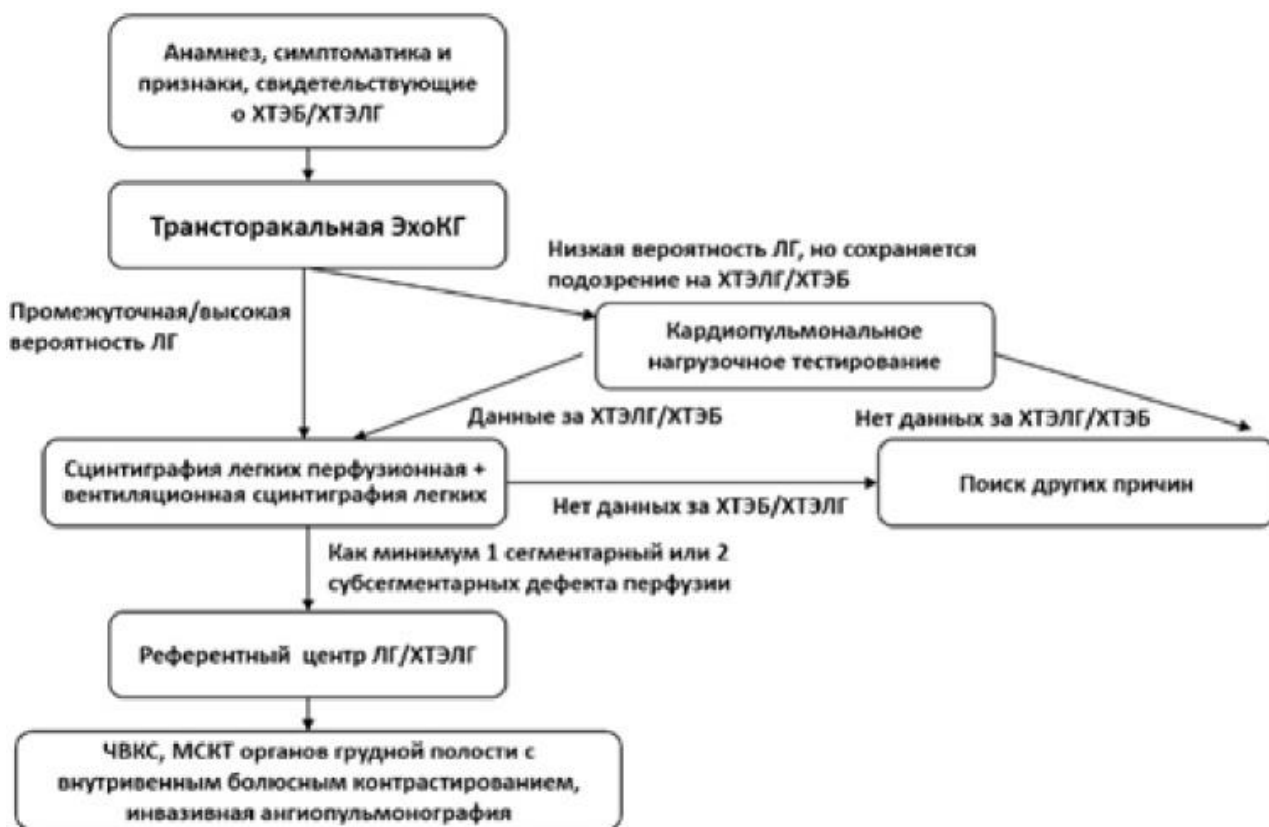 Анамнез, симптоматика и
признаки, свидетельствующие
о ХТЭБ/ХТЭЛГ
Трансторакальная ЭхоКГ
Низкая вероятность ЛГ, но сохраняется
подозрение на ХТЭЛГ/ХТЭБ
Промежуточная/высокая
вероятность ЛГ
Кардиопульмональное
нагрузочное тестирование
Данные за ХТЭЛГ/ХТЭБ
Нет данных за ХТЭЛГ/ХТЭБ
Сцинтиграфия легких перфузионная +
вентиляционная сцинтиграфия легких
Поиск других причин
Нет данных за ХТЭБ/ХТЭЛГ
Как минимум 1 сегментарный или 2
субсегментарных дефекта перфузии
Референтный центр ЛГ/ХТЭЛГ
ЧВКС, МСКТ органов грудной полости с
внутривенным болюсным контрастированием,
инвазивная ангиопульмонография